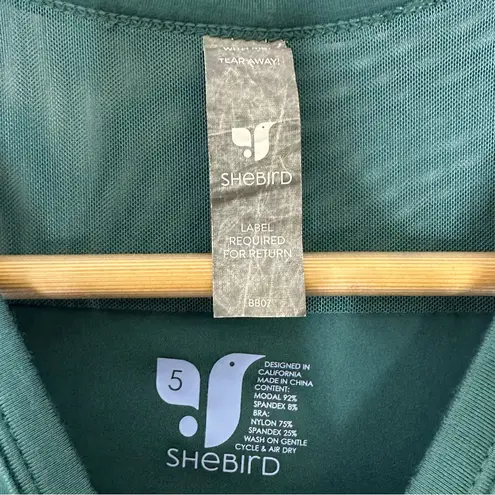 TEAR AWAY!
SHEBIRD
LABEL
REQUIRED
FOR RETURN
BB02
5
DESIGNED IN
CALIFORNIA
MADE IN CHINA
CONTENT:
MODAL 92%
SPANDEX 8%
BRA:
NYLON 75%
SPANDEX 25%
WASH ON GENTLE
CYCLE & AIR DRY
SHEBIRD